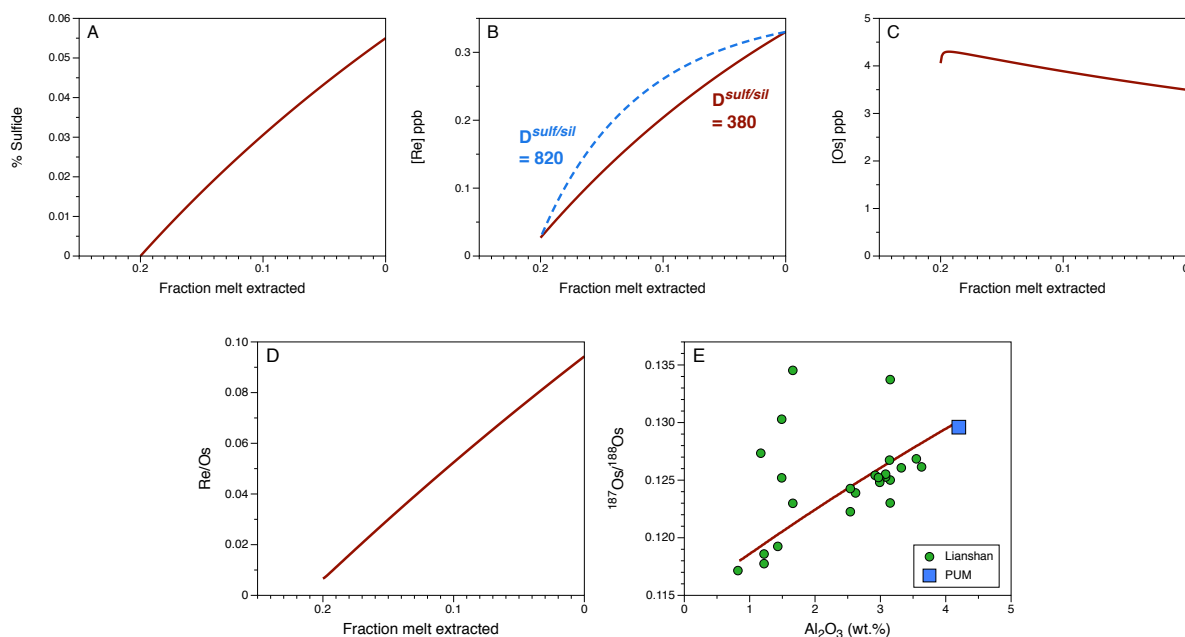 A
% Sulfide
0.06
0.05
0.04
0.03
0.02
0.01
0
0.2
0.1
0
Fraction melt extracted
B
[Re] ppb
0.3
0.2
0.1
0
D^sulf/sil
= 820
D^sulf/sil
= 380
0.2
0.1
0
Fraction melt extracted
C
[Os] ppb
5
4
3
2
1
0
0.2
0.1
0
Fraction melt extracted
D
Re/Os
0.10
0.08
0.06
0.04
0.02
0
0.2
0.1
0
Fraction melt extracted
E
187Os/188Os
0.135
0.130
0.125
0.120
0.115
Lianshan
PUM
0
1
2
3
4
5
Al2O3 (wt.%)